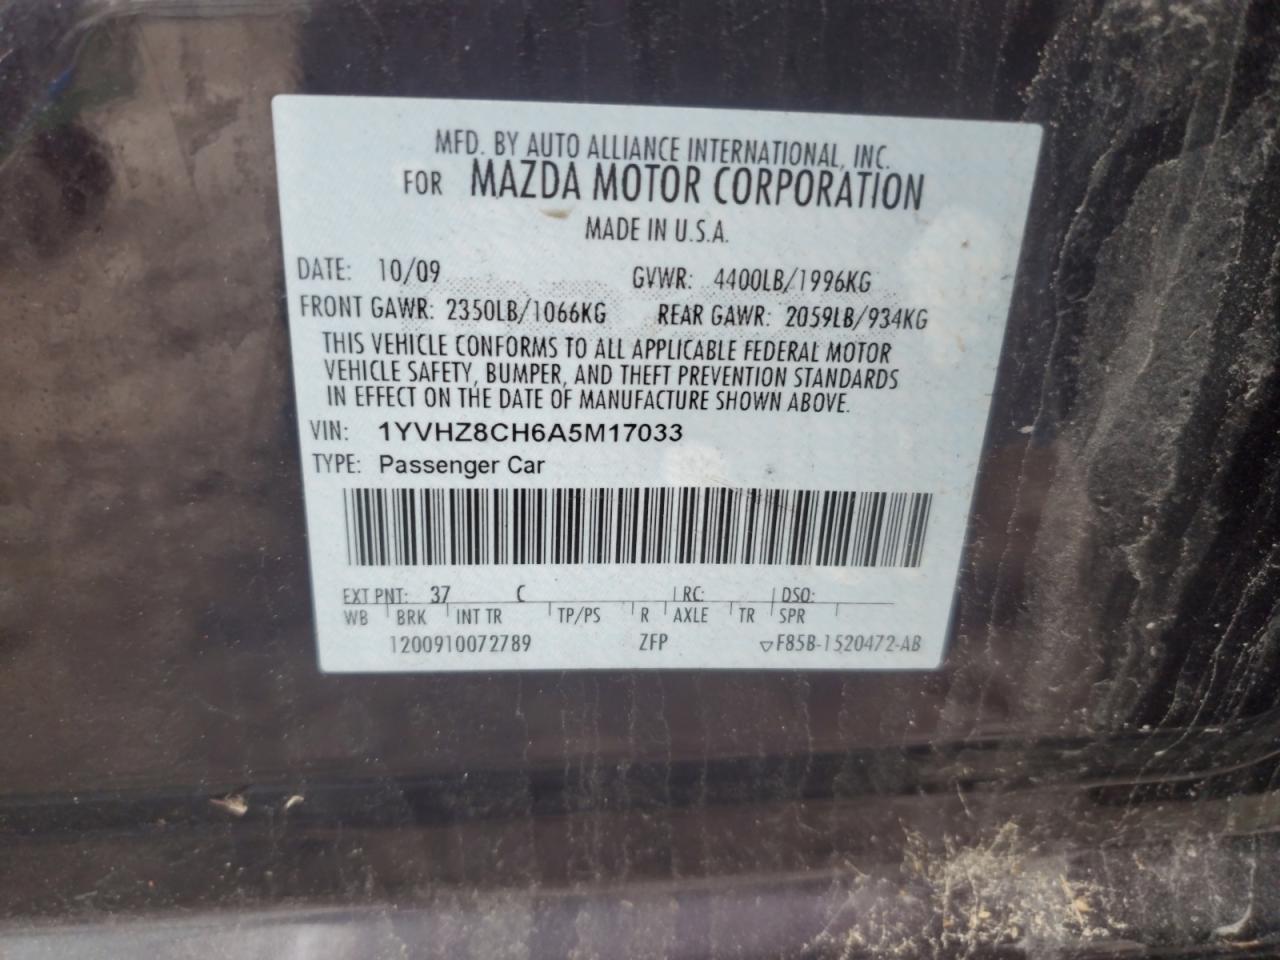 MFD. BY AUTO ALLIANCE INTERNATIONAL, INC.
FOR MAZDA MOTOR CORPORATION
MADE IN U.S.A.
DATE: 10/09 GVWR: 4400LB/1996KG
FRONT GAWR: 2350LB/1066KG REAR GAWR: 2059LB/934KG
THIS VEHICLE CONFORMS TO ALL APPLICABLE FEDERAL MOTOR
VEHICLE SAFETY, BUMPER, AND THEFT PREVENTION STANDARDS
IN EFFECT ON THE DATE OF MANUFACTURE SHOWN ABOVE.
VIN: 1YVHZ8CH6A5M17033
TYPE: Passenger Car
EXT PNT: 37 C RC: DSO:
WB BRK INT TR TP/PS R AXLE TR SPR
1200910072789 ZFP ▽F85B-1520472-AB